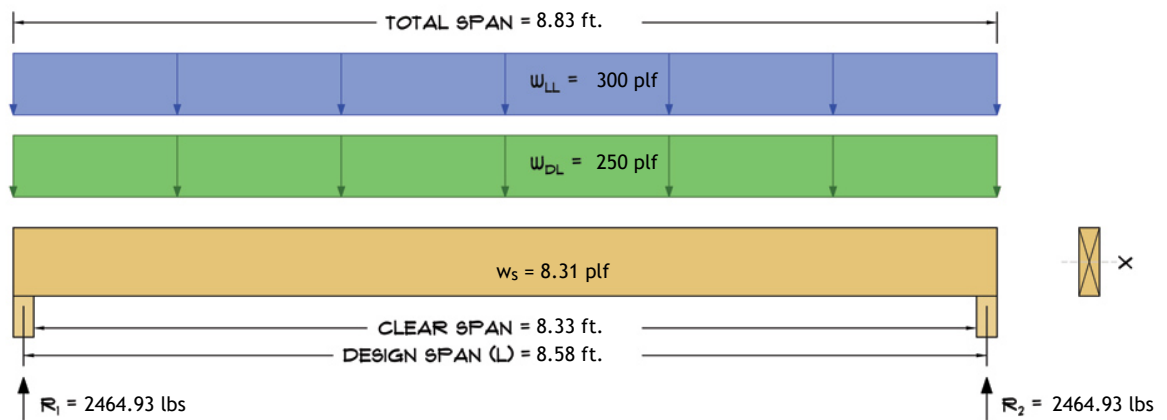 TOTAL SPAN = 8.83 ft.
wLL = 300 plf
wDL = 250 plf
ws = 8.31 plf
X
CLEAR SPAN = 8.33 ft.
DESIGN SPAN (L) = 8.58 ft.
R1 = 2464.93 lbs
R2 = 2464.93 lbs